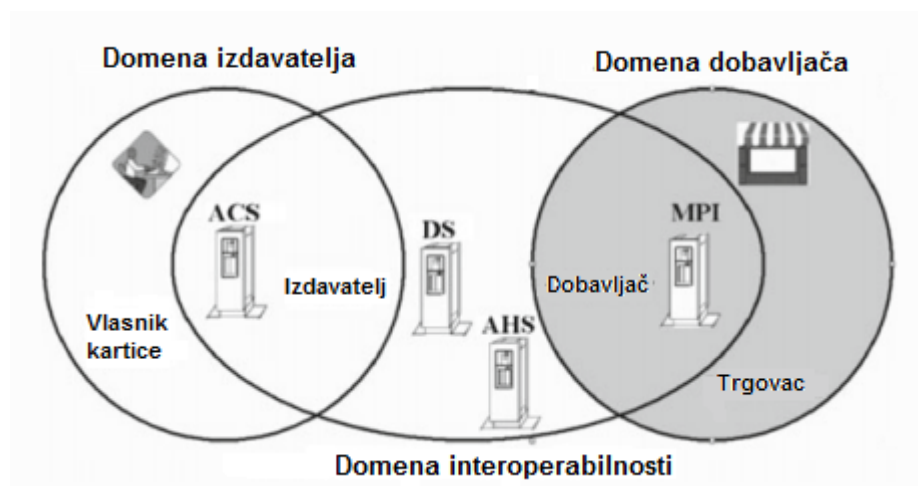 Domena izdavatelja
Domena dobavljača
ACS
DS
MPI
Izdavatelj
Dobavljač
Vlasnik
kartice
AHS
Trgovac
Domena interoperabilnosti